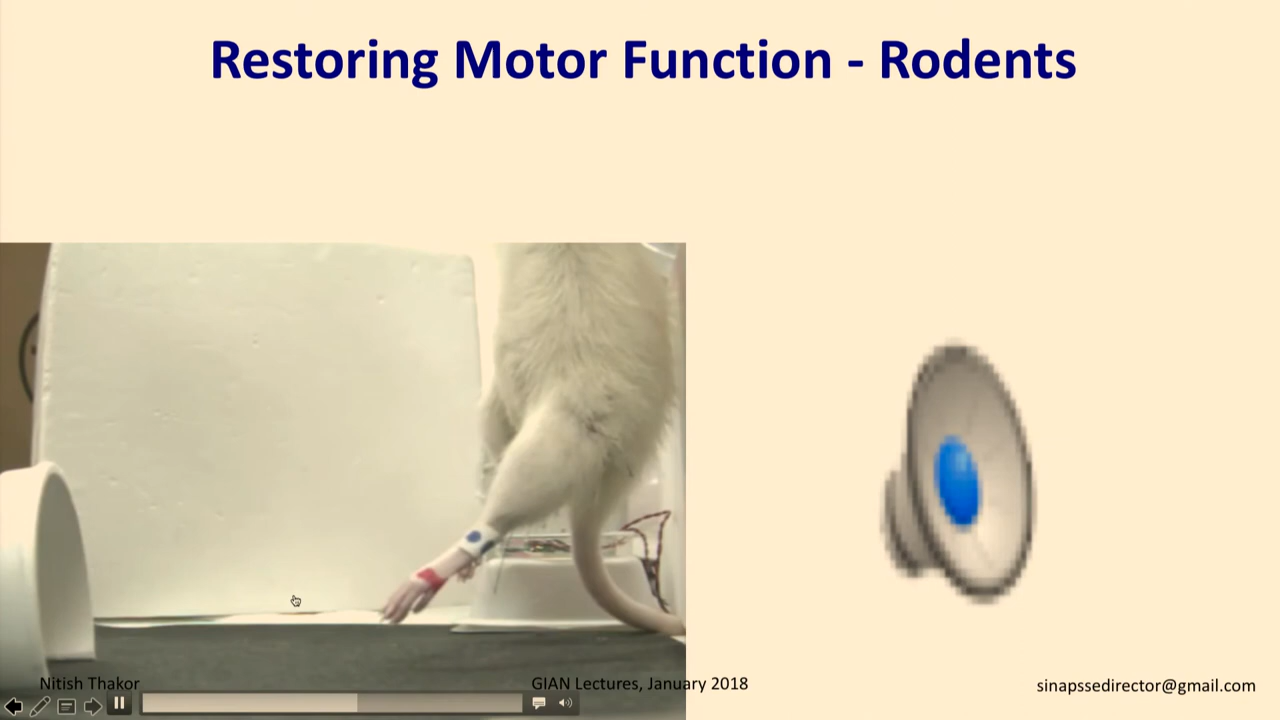 Restoring Motor Function - Rodents
Nitish Thakor
GIAN Lectures, January 2018
sinapssedirector@gmail.com